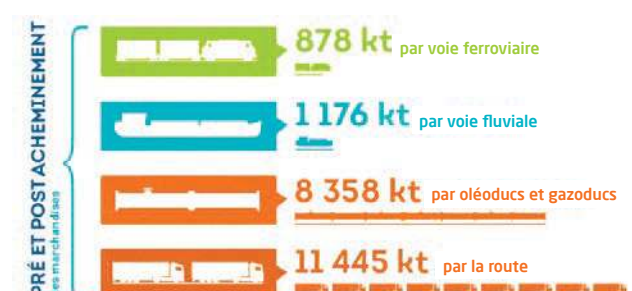 PRÉ ET POST ACHEMINEMENT
es marchandises
878 kt par voie ferroviaire
1 176 kt par voie fluviale
8 358 kt par oléoducs et gazoducs
11 445 kt par la route